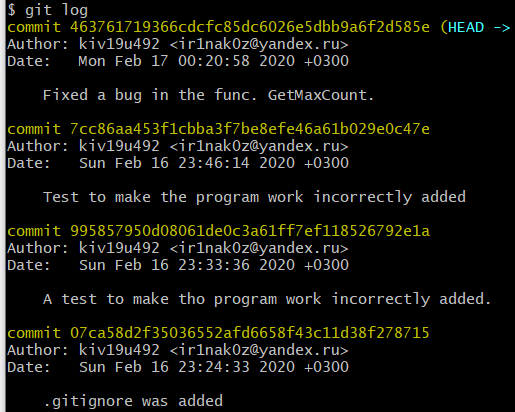 $ git log
commit 463761719366cdcfc85dc6026e5dbb9a6f2d585e (HEAD ->
Author: kiv19u492 <ir1nak0z@yandex.ru>
Date:   Mon Feb 17 00:20:58 2020 +0300
Fixed a bug in the func. GetMaxCount.
commit 7cc86aa453f1cbba3f7be8efe46a61b029e0c47e
Author: kiv19u492 <ir1nak0z@yandex.ru>
Date:   Sun Feb 16 23:46:14 2020 +0300
Test to make the program work incorrectly added
commit 995857950d08061de0c3a61ff7ef118526792e1a
Author: kiv19u492 <ir1nak0z@yandex.ru>
Date:   Sun Feb 16 23:33:36 2020 +0300
A test to make tho program work incorrectly added.
commit 07ca58d2f35036552afd6658f43c11d38f278715
Author: kiv19u492 <ir1nak0z@yandex.ru>
Date:   Sun Feb 16 23:24:33 2020 +0300
.gitignore was added